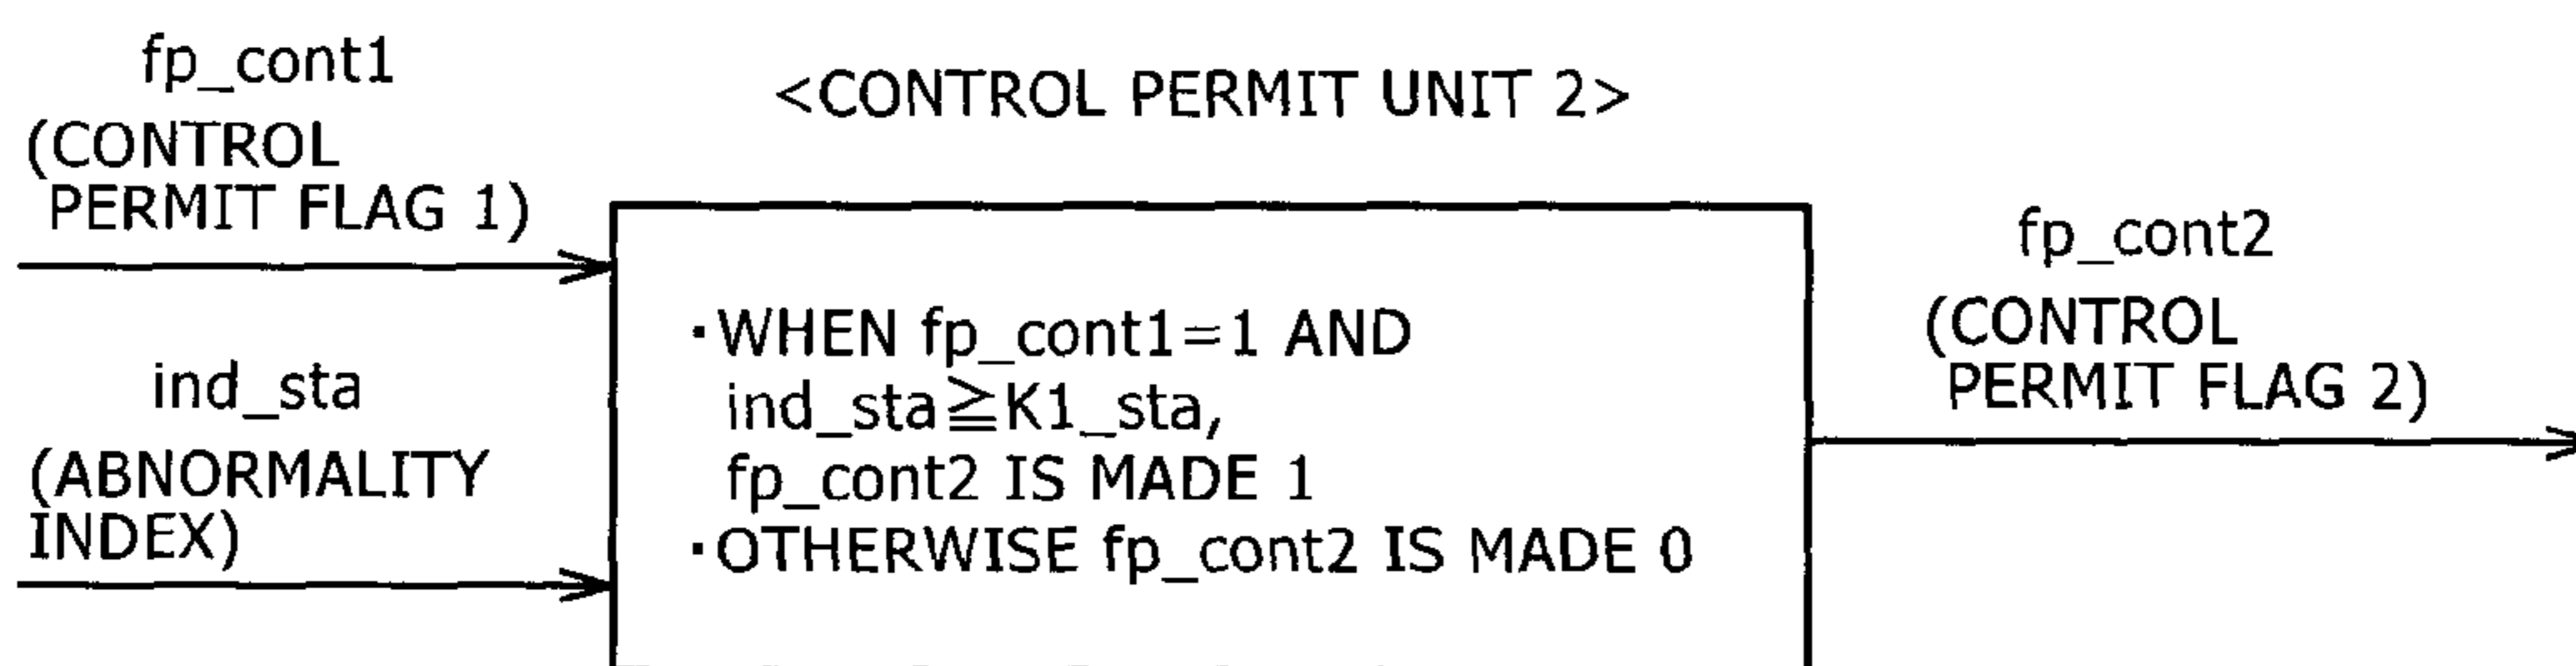 fp_cont1
(CONTROL
PERMIT FLAG 1)
ind_sta
(ABNORMALITY
INDEX)
<CONTROL PERMIT UNIT 2>
·WHEN fp_cont1=1 AND
ind_sta≧K1_sta,
fp_cont2 IS MADE 1
·OTHERWISE fp_cont2 IS MADE 0
fp_cont2
(CONTROL
PERMIT FLAG 2)